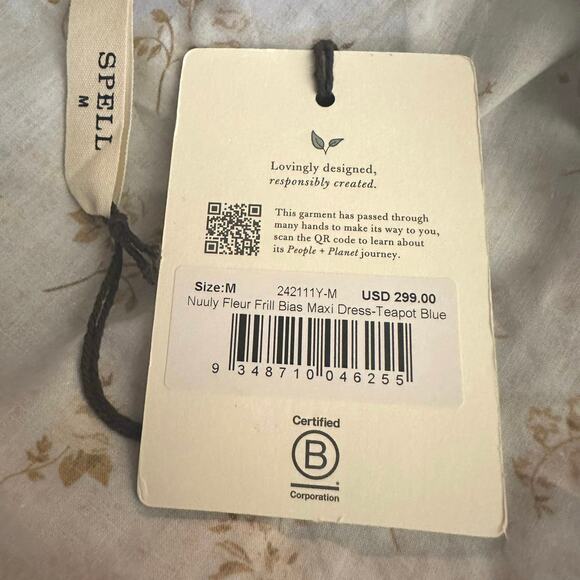 SPELL
M
Lovingly designed,
responsibly created.
This garment has passed through
many hands to make its way to you,
scan the QR code to learn about
its People + Planet journey.
Size:M 242111Y-M USD 299.00
Nuuly Fleur Frill Bias Maxi Dress-Teapot Blue
9 348710 046255
Certified
B
Corporation